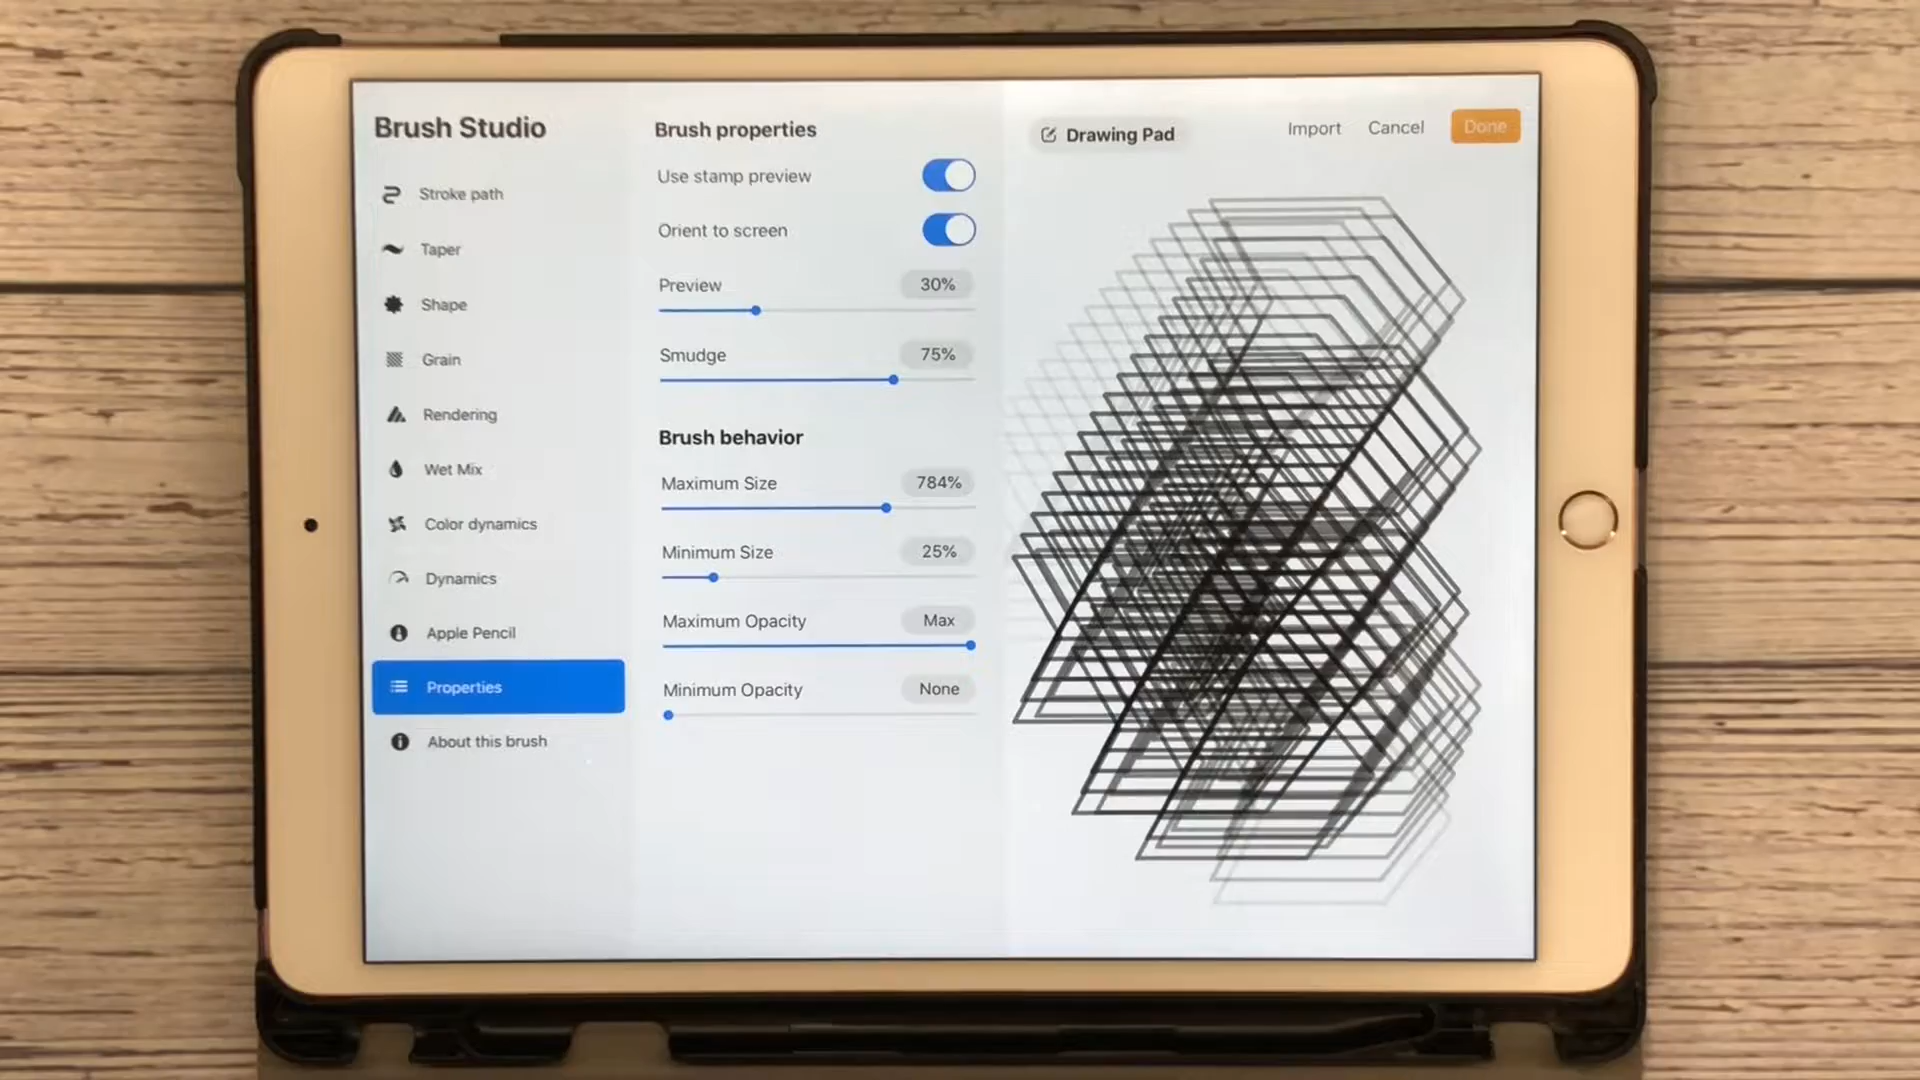 Brush Studio
Stroke path
Taper
Shape
Grain
Rendering
Wet Mix
Color dynamics
Dynamics
Apple Pencil
Properties
About this brush
Brush properties
Use stamp preview
Orient to screen
Preview 30%
Smudge 75%
Brush behavior
Maximum Size 784%
Minimum Size 25%
Maximum Opacity Max
Minimum Opacity None
Drawing Pad
Import Cancel Done